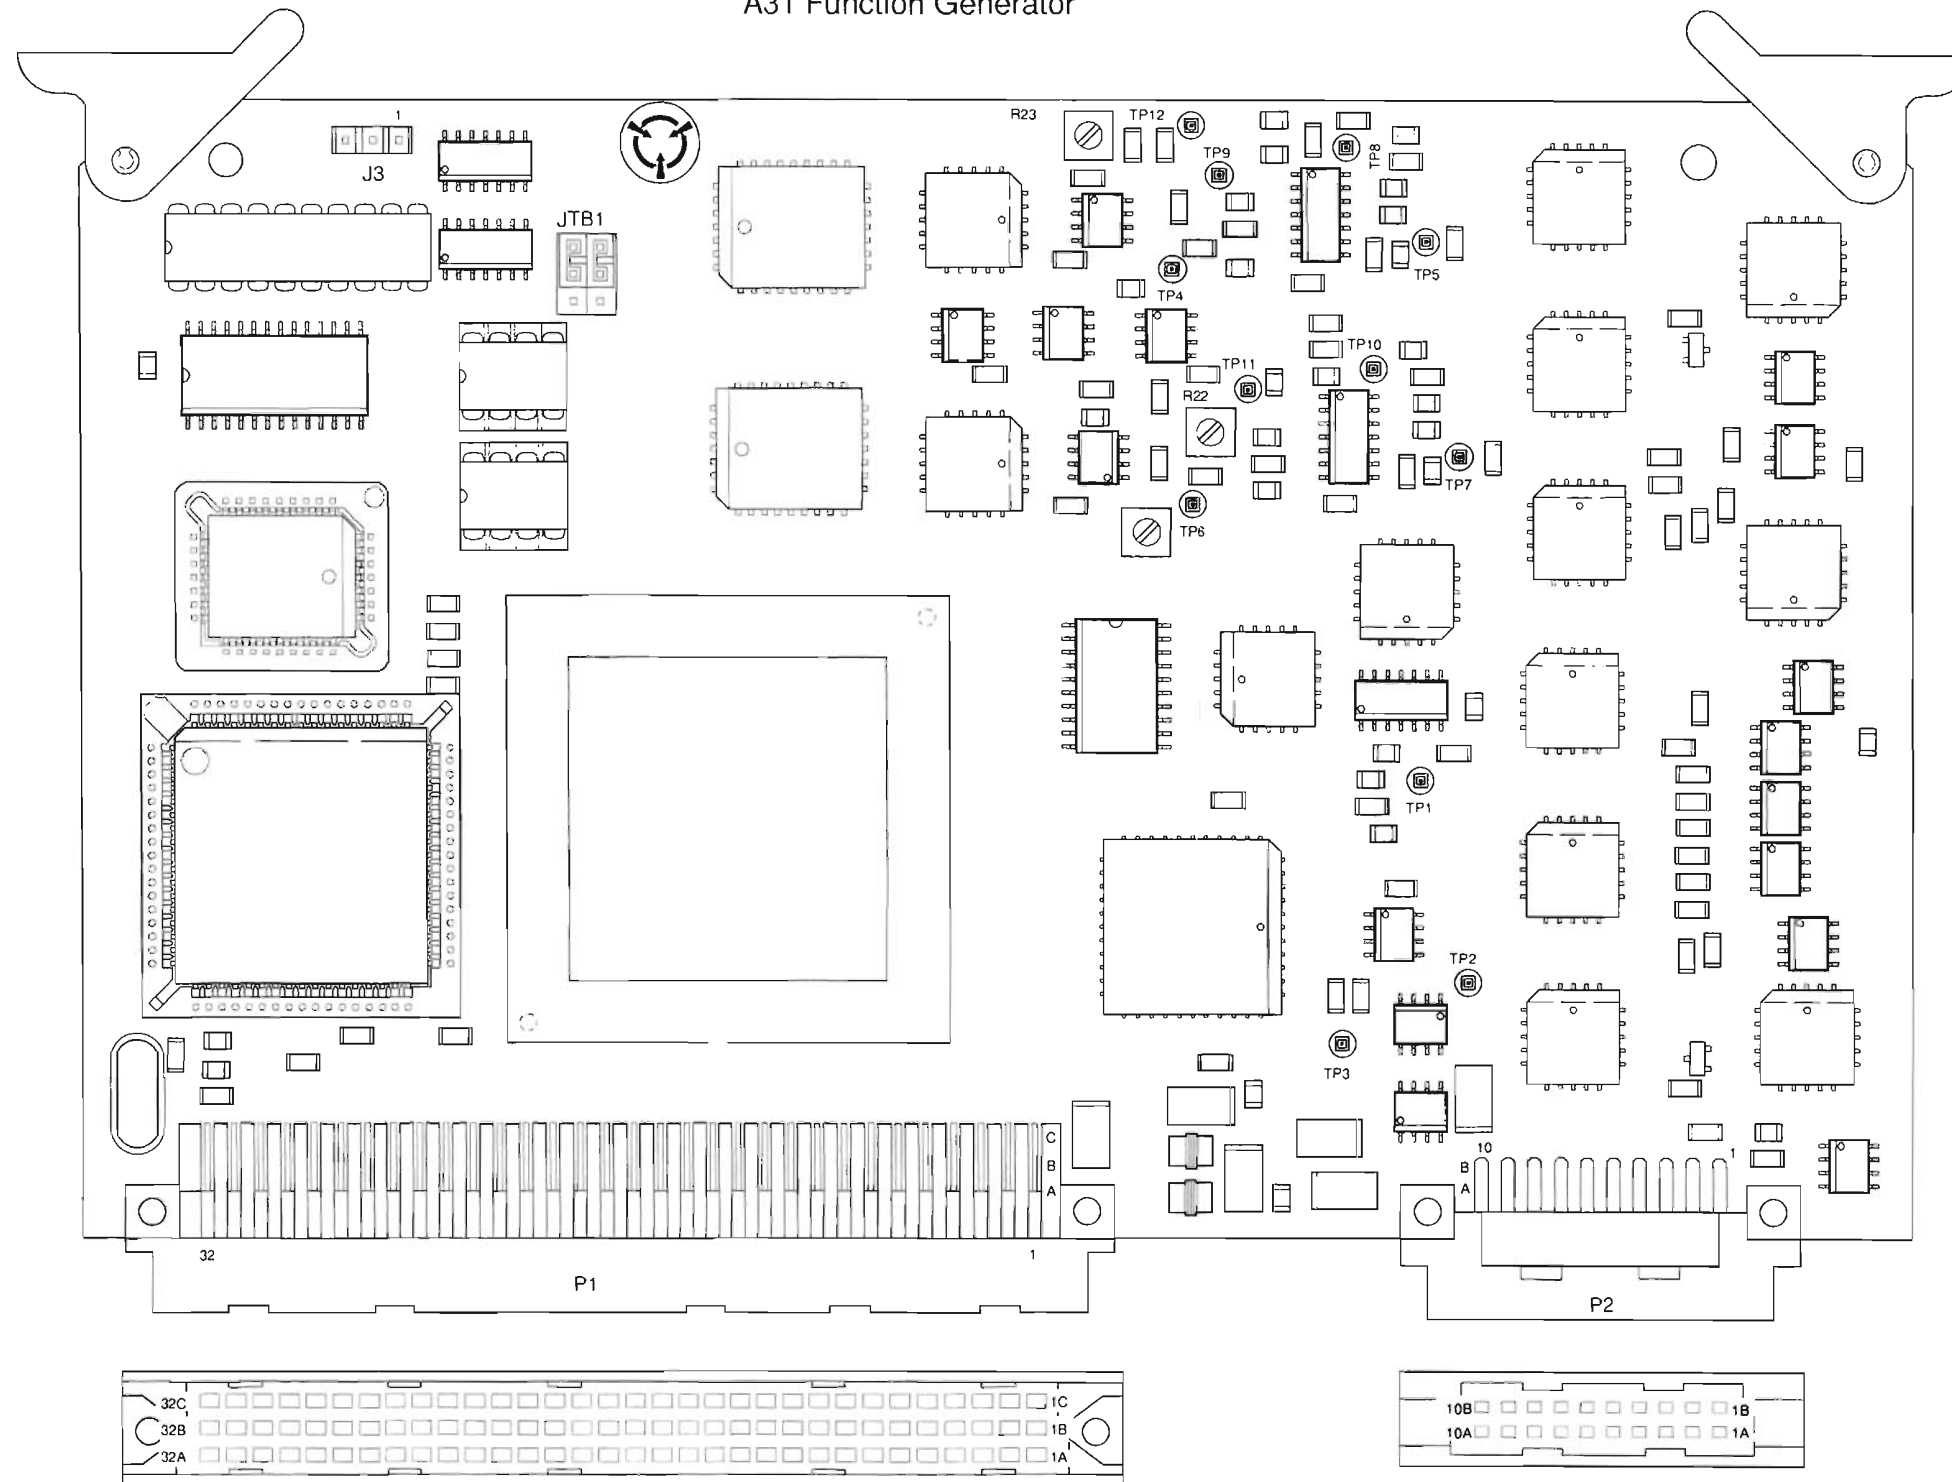 A31 Function Generator
1
J3
JTB1
R23
TP12
TP9
TP8
TP4
TP5
TP11
TP10
R22
TP6
TP7
TP1
TP2
TP3
C
B
A
32
1
P1
10
1
B
A
P2
32C
1C
32B
1B
32A
1A
10B
1B
10A
1A